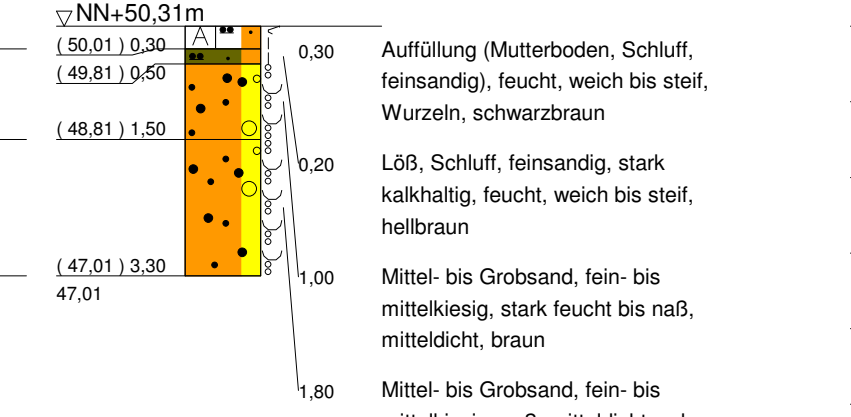 NN+50,31m
( 50,01 ) 0,30
A
0,30
Auffüllung (Mutterboden, Schluff,
feinsandig), feucht, weich bis steif,
Wurzeln, schwarzbraun
( 49,81 ) 0,50
( 48,81 ) 1,50
0,20
Löß, Schluff, feinsandig, stark
kalkhaltig, feucht, weich bis steif,
hellbraun
( 47,01 ) 3,30
47,01
1,00
Mittel- bis Grobsand, fein- bis
mittelkiesig, stark feucht bis naß,
mitteldicht, braun
1,80
Mittel- bis Grobsand, fein- bis